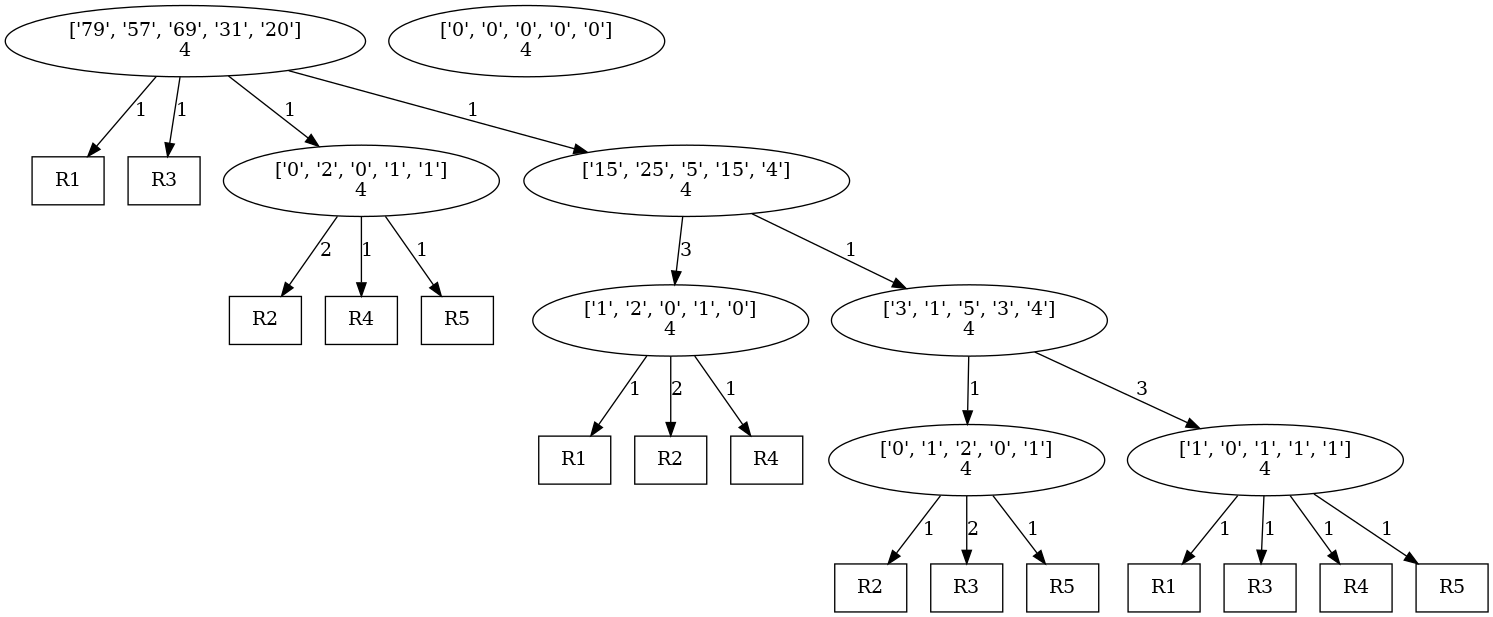 ['79', '57', '69', '31', '20']
4
['0', '0', '0', '0', '0']
4
1
1
1
1
R1
R3
['0', '2', '0', '1', '1']
4
['15', '25', '5', '15', '4']
4
2
1
1
3
1
R2
R4
R5
['1', '2', '0', '1', '0']
4
['3', '1', '5', '3', '4']
4
1
2
1
1
3
R1
R2
R4
['0', '1', '2', '0', '1']
4
['1', '0', '1', '1', '1']
4
1
2
1
1
1
1
1
R2
R3
R5
R1
R3
R4
R5